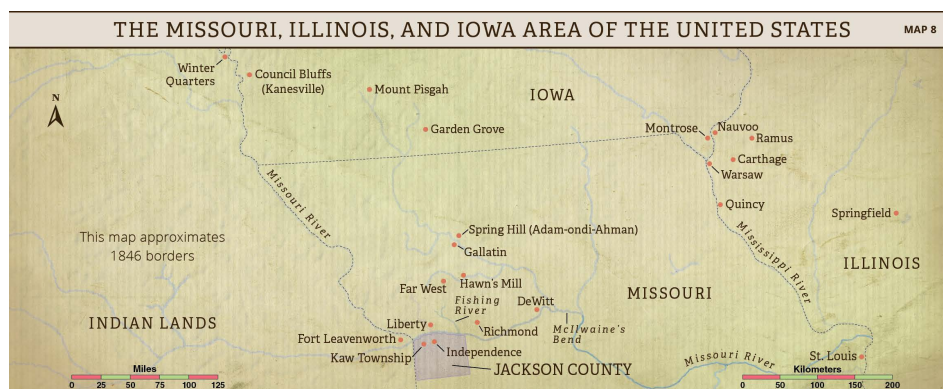 THE MISSOURI, ILLINOIS, AND IOWA AREA OF THE UNITED STATES
MAP 8
Winter
Quarters
Council Bluffs
(Kanesville)
Mount Pisgah
IOWA
N
Garden Grove
Montrose
Nauvoo
Ramus
Carthage
Warsaw
Missouri River
Quincy
Springfield
This map approximates
1846 borders
Spring Hill (Adam-ondi-Ahman)
Gallatin
Mississippi River
ILLINOIS
Far West
Hawn's Mill
Fishing
River
DeWitt
MISSOURI
INDIAN LANDS
Liberty
Richmond
McIlwaine's
Bend
Fort Leavenworth
Kaw Township
Independence
JACKSON COUNTY
Missouri River
St. Louis
Miles
0 25 50 75 100 125
Kilometers
0 50 100 150 200